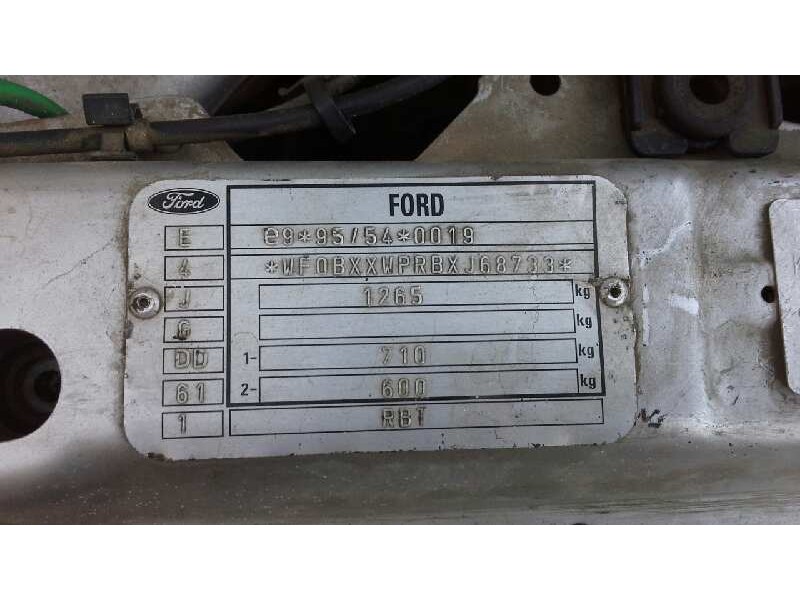 Ford FORD
E e9*95/54*0019
4 *WF0BXXWPRBXJ68733*
J 1265 kg
G kg
DD 1- 710 kg
61 2- 600 kg
1 RBT